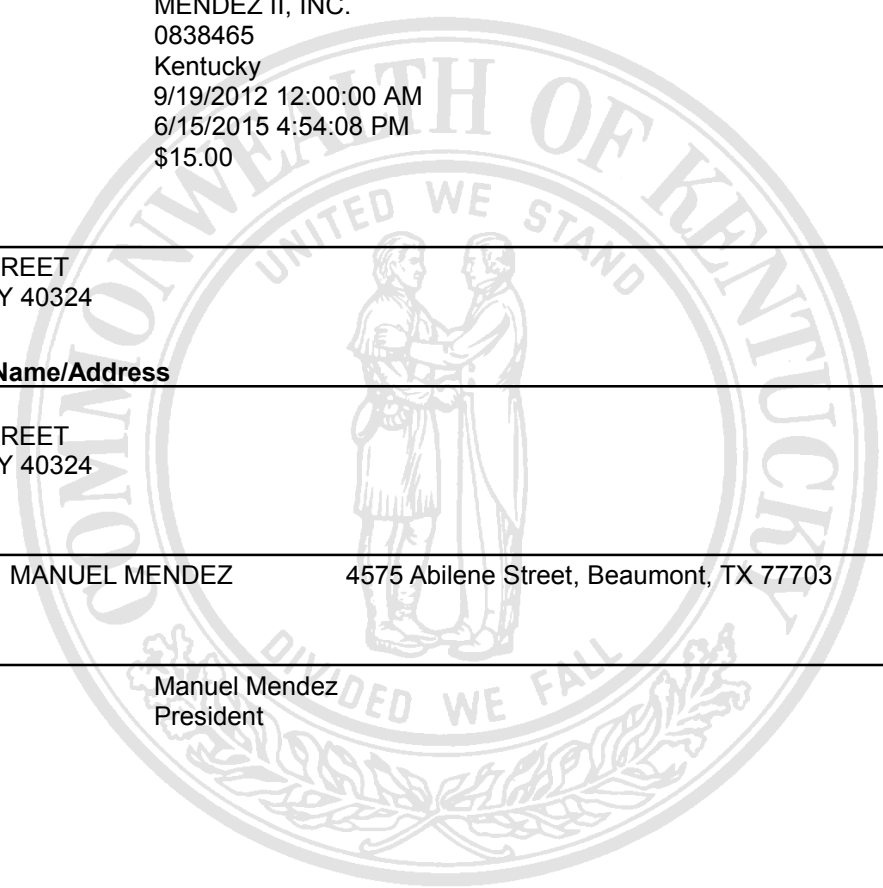 MENDEZ II, INC.
0838465
Kentucky
9/19/2012 12:00:00 AM
6/15/2015 4:54:08 PM
$15.00
REET
Y 40324
Name/Address
REET
Y 40324
MANUEL MENDEZ 4575 Abilene Street, Beaumont, TX 77703
Manuel Mendez
President
COMMONWEALTH OF KENTUCKY
UNITED WE STAND
DIVIDED WE FALL